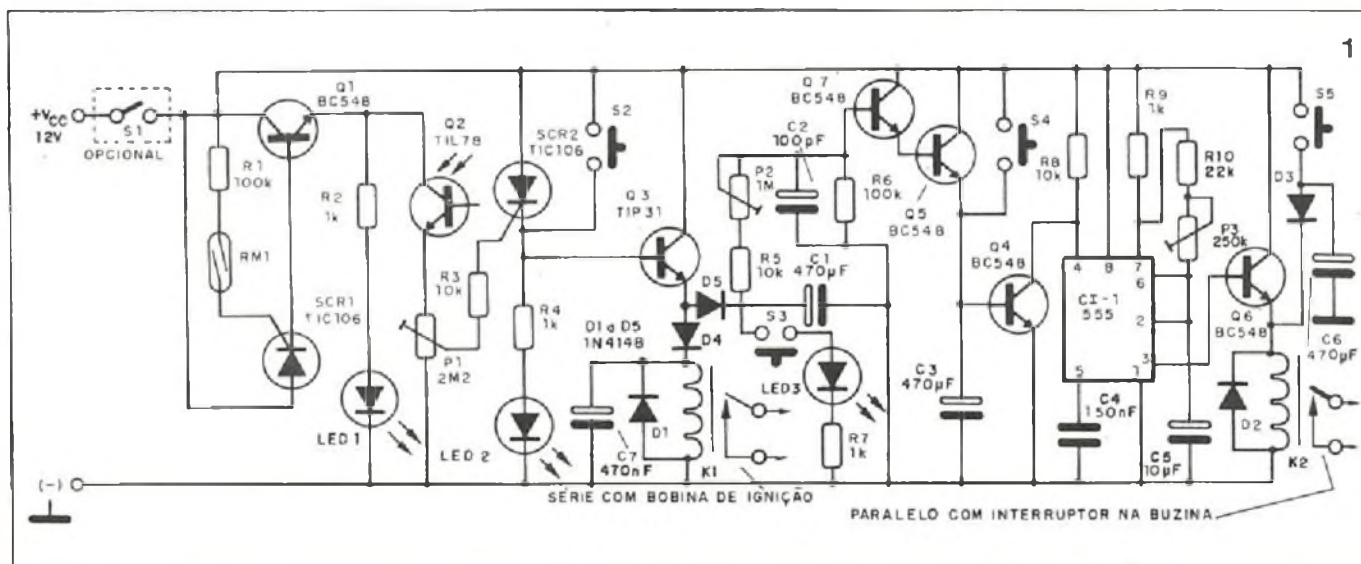 1
+VCC
12V
S1
OPCIONAL
Q1
BC548
R1
100k
RM1
SCR1
TIC106
R2
1k
LED1
Q2
TIL78
R3
10k
P1
2M2
SCR2
TIC106
S2
R4
1k
LED2
Q3
TIP31
D1 a D5
1N4148
D5
D4
C7
470nF
D1
K1
SÉRIE COM BOBINA DE IGNIÇÃO
C2
100pF
P2
1M
R5
10k
S3
LED3
R7
1k
C1
470µF
R6
100k
Q7
BC548
Q5
BC548
S4
C3
470µF
Q4
BC548
R8
10k
R9
1k
R10
22k
P3
250k
4
8
7
6
2
3
1
5
CI-1
555
C4
150nF
C5
10µF
Q6
BC548
D2
K2
S5
D3
C6
470µF
PARALELO COM INTERRUPTOR NA BUZINA
(-)